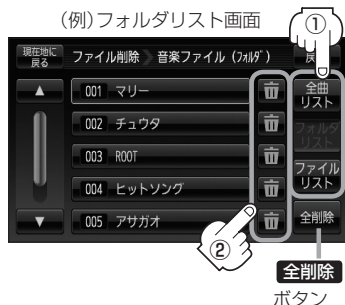 （例）フォルダリスト画面
①
現在地に
戻る
ファイル削除
音楽ファイル（フォルダ）
戻
001 マリー
全曲
リスト
002 チュウタ
フォルダ
リスト
003 ROOT
ファイル
リスト
004 ヒットソング
005 アサガオ
全削除
②
全削除
ボタン